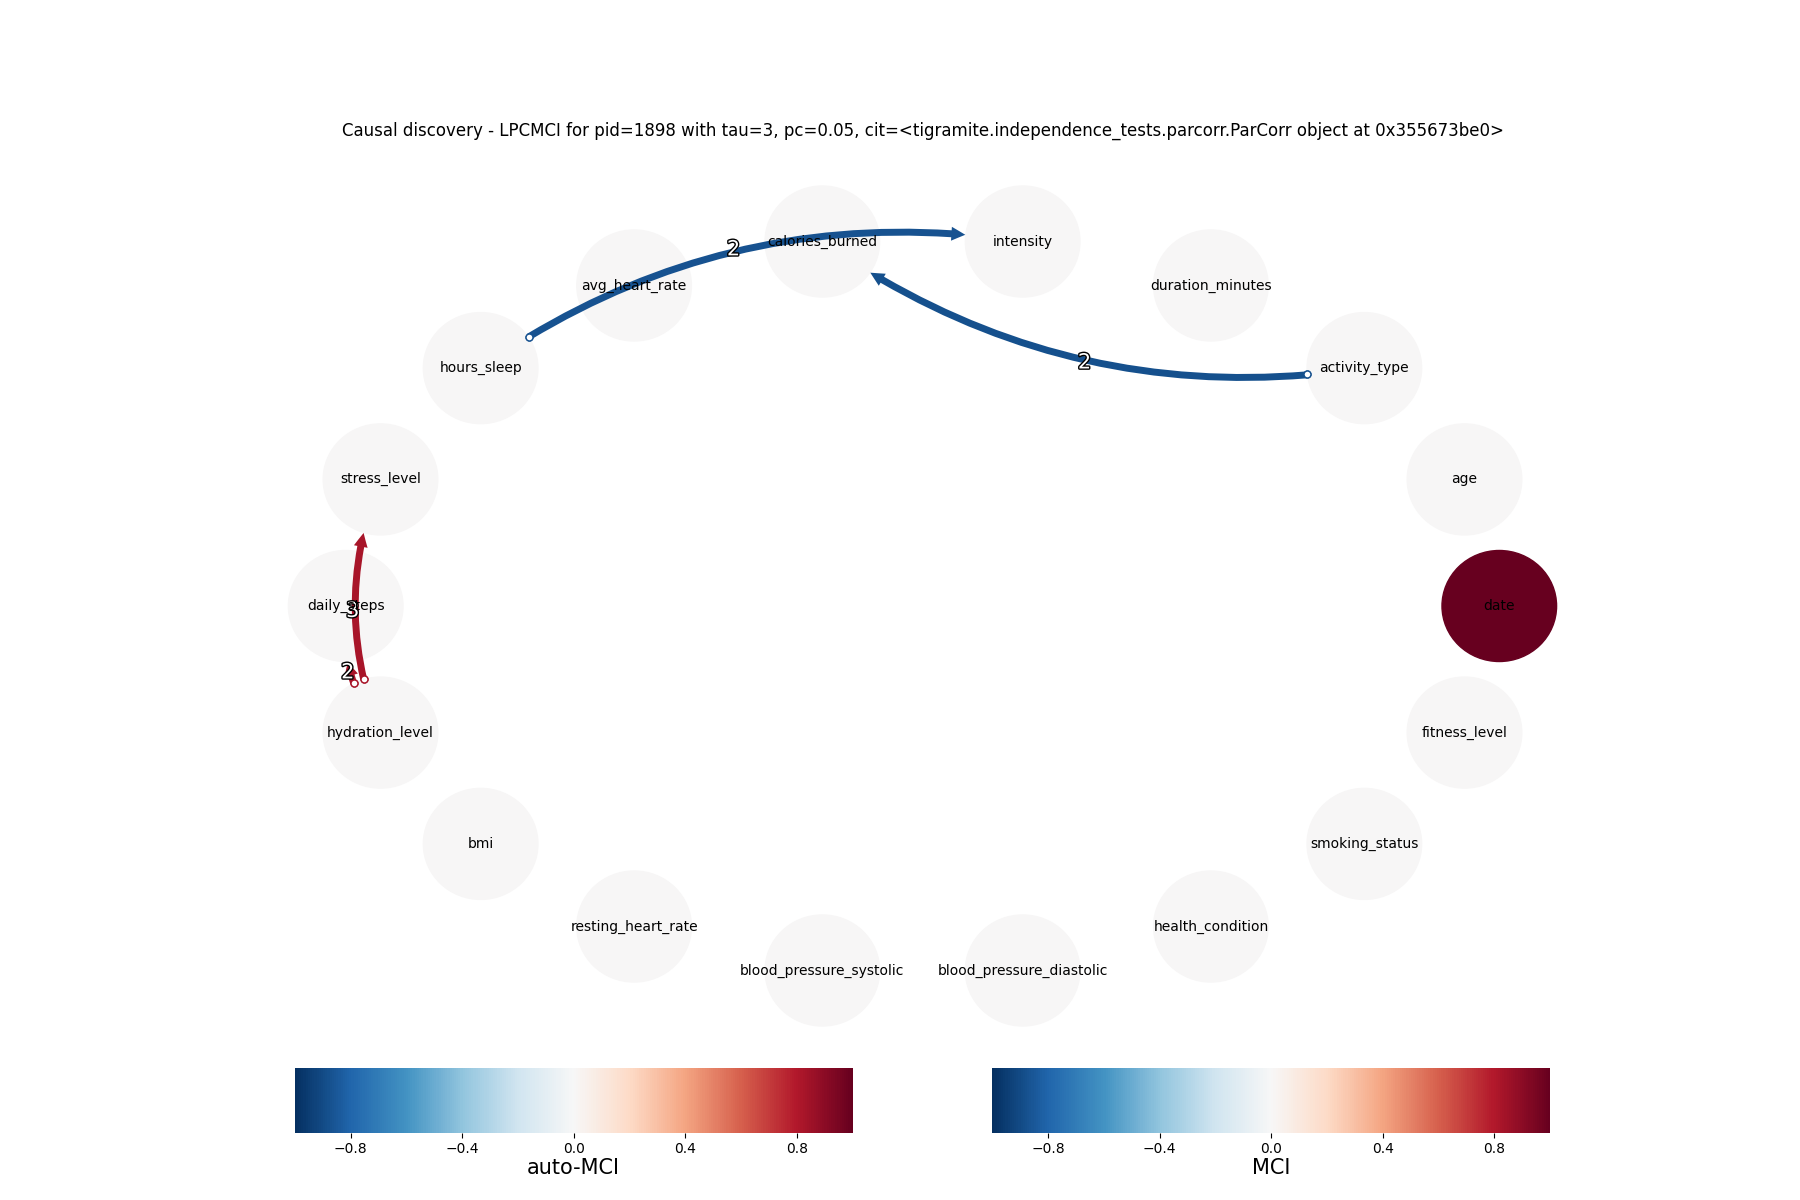 Causal discovery - LPCMCI for pid=1898 with tau=3, pc=0.05, cit=<tigramite.independence_tests.parcorr.ParCorr object at 0x355673be0>
calories_burned
intensity
2
avg_heart_rate
duration_minutes
2
hours_sleep
activity_type
stress_level
age
daily_steps
3
date
2
hydration_level
fitness_level
bmi
smoking_status
resting_heart_rate
health_condition
blood_pressure_systolic
blood_pressure_diastolic
−0.8 −0.4 0.0 0.4 0.8
auto-MCI
−0.8 −0.4 0.0 0.4 0.8
MCI